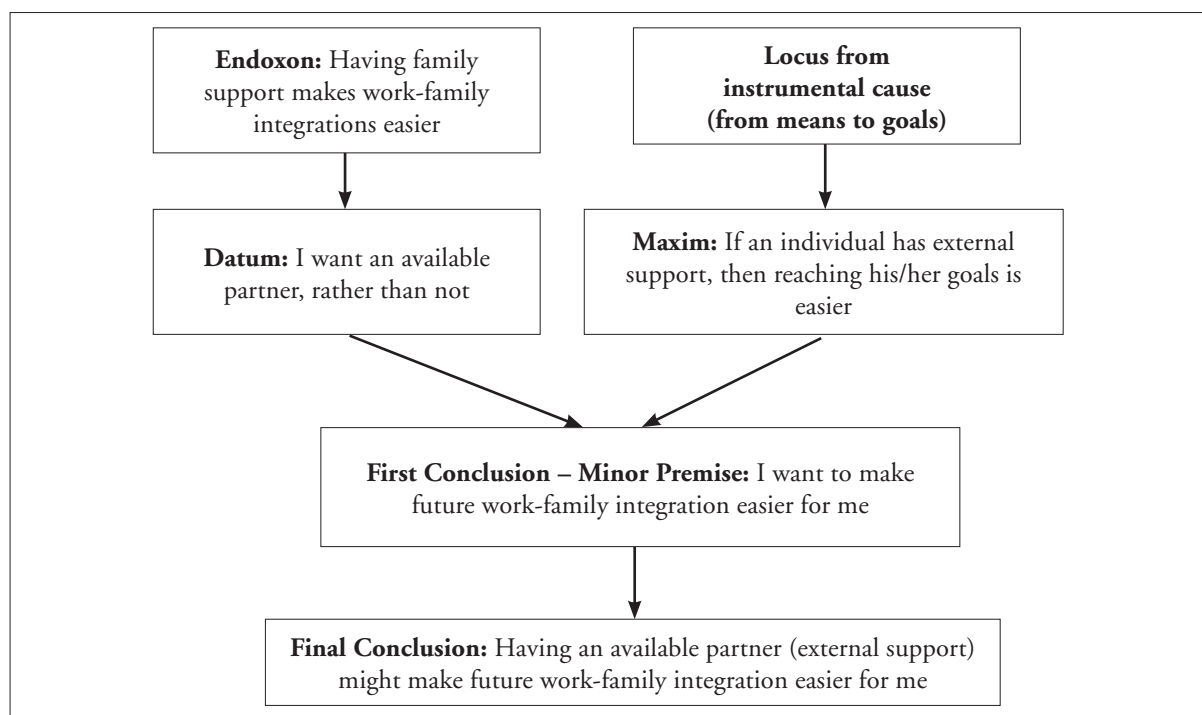 Endoxon: Having family
support makes work-family
integrations easier
Locus from
instrumental cause
(from means to goals)
Datum: I want an available
partner, rather than not
Maxim: If an individual has external
support, then reaching his/her goals is
easier
First Conclusion – Minor Premise: I want to make
future work-family integration easier for me
Final Conclusion: Having an available partner (external support)
might make future work-family integration easier for me